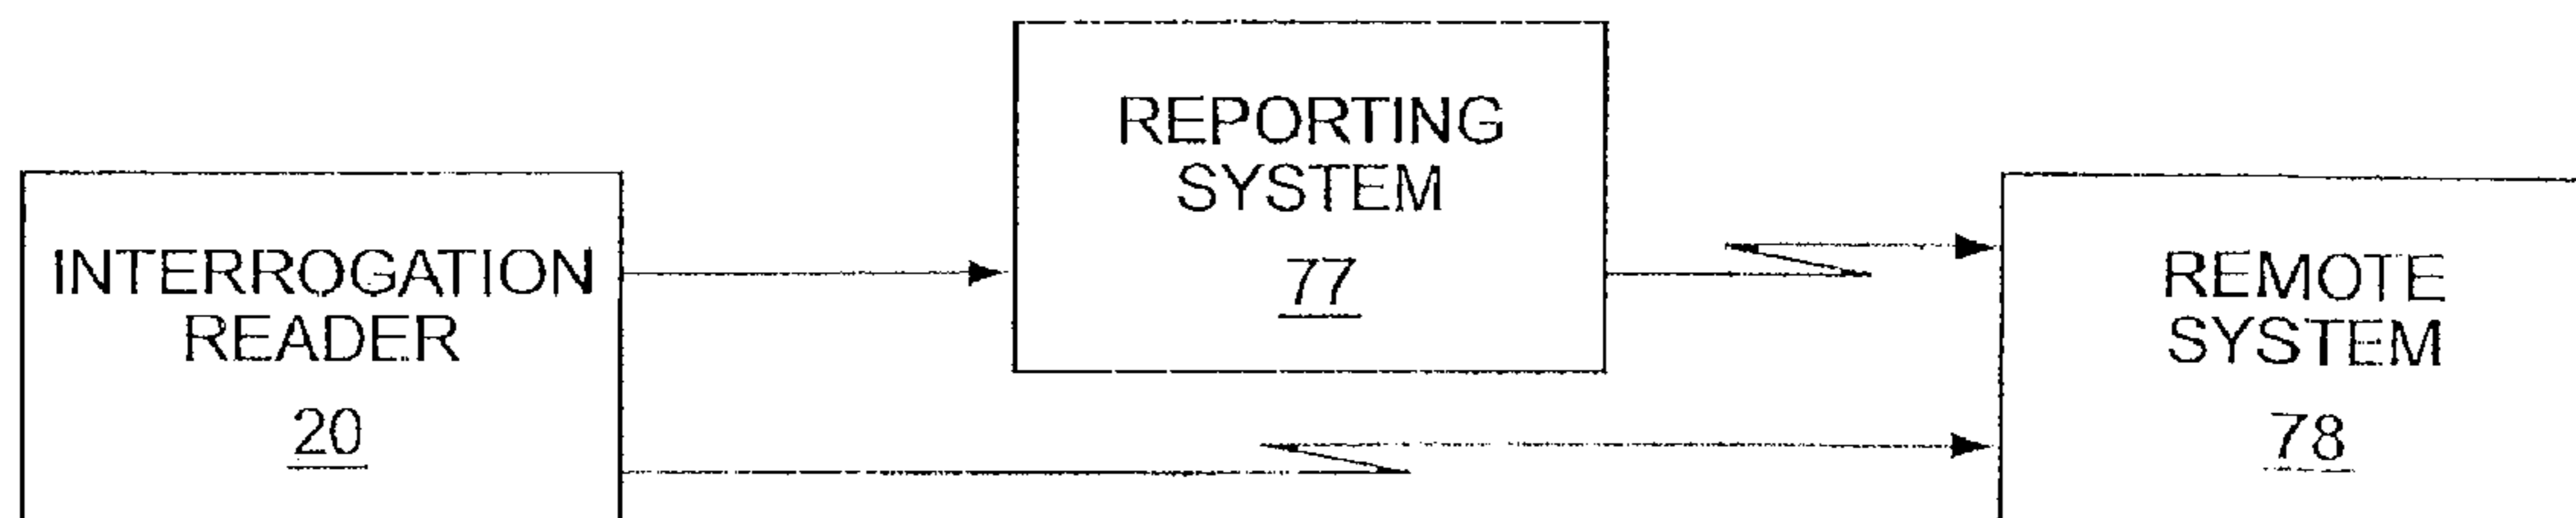 INTERROGATION
READER
20
REPORTING
SYSTEM
77
REMOTE
SYSTEM
78